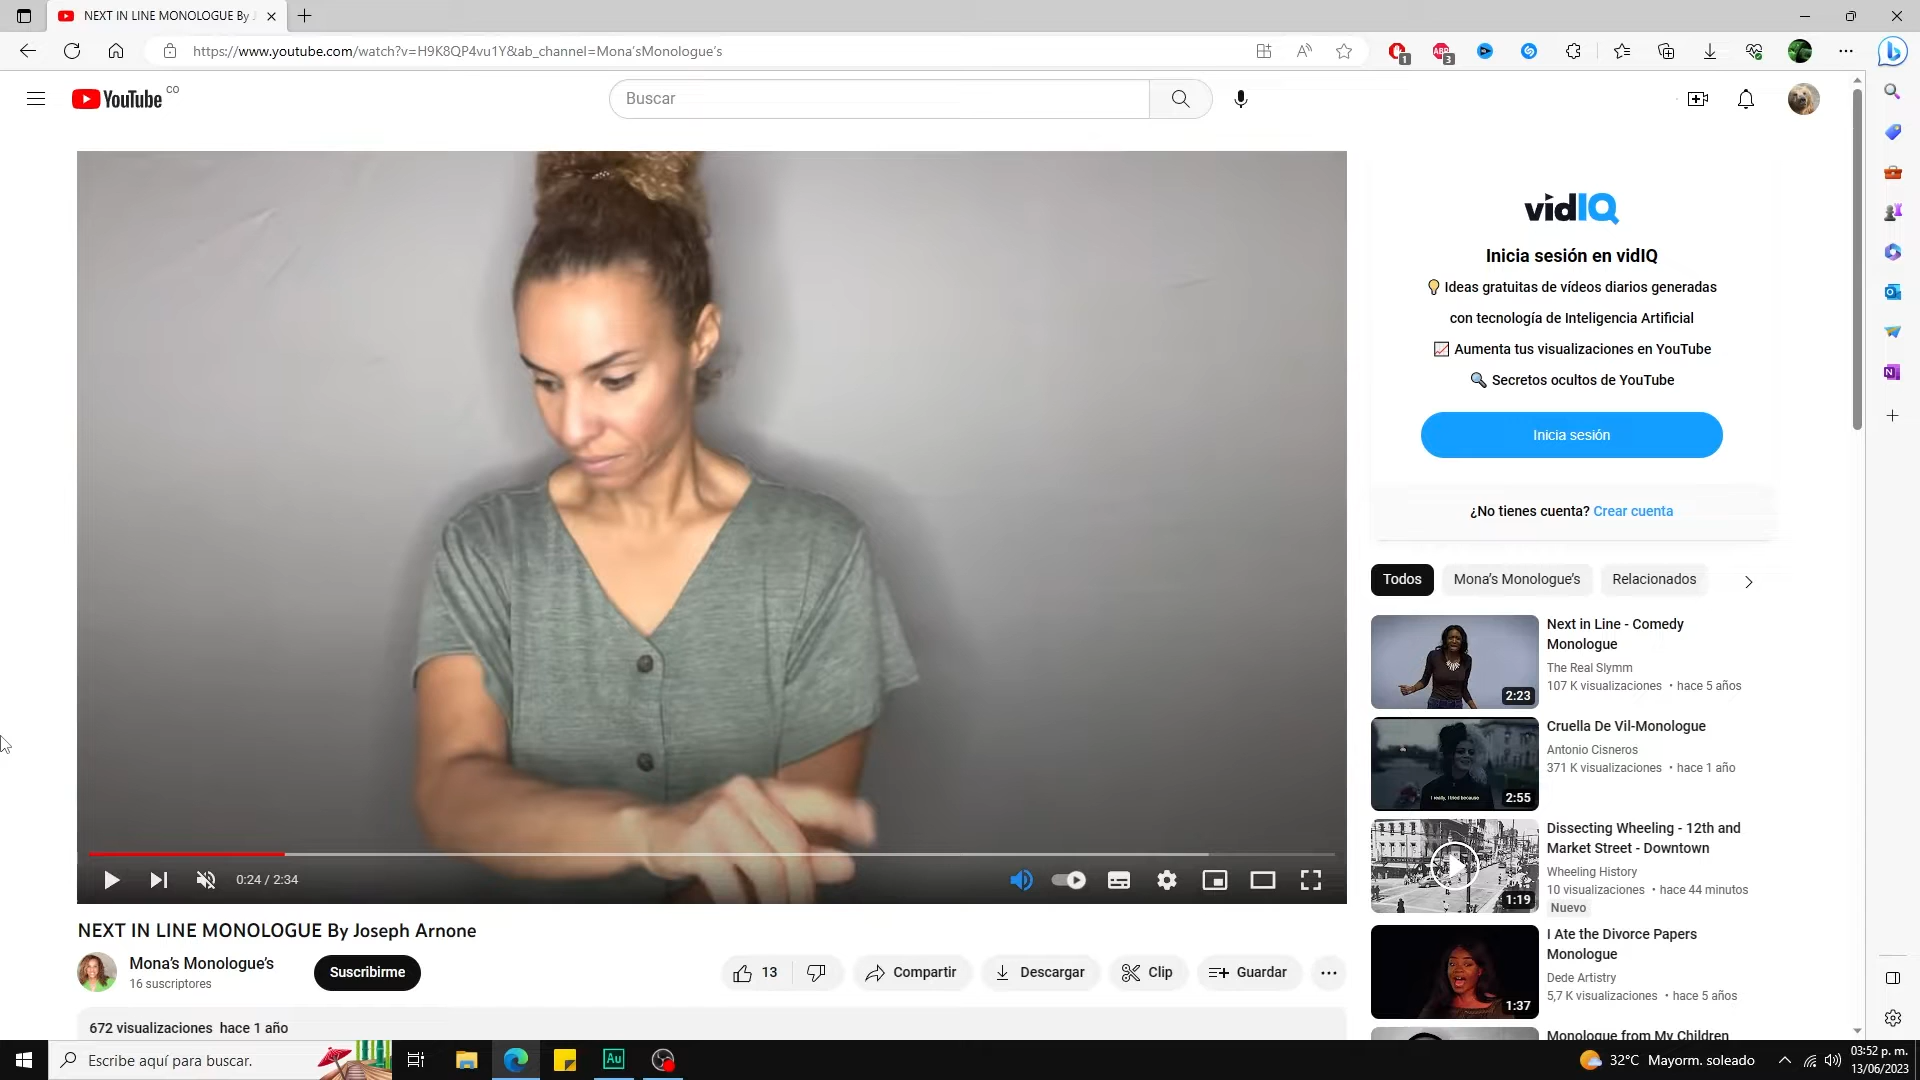 NEXT IN LINE MONOLOGUE By J
https://www.youtube.com/watch?v=H9K8QP4vu1Y&ab_channel=Mona'sMonologue's
1
ABP
3
YouTube
CO
Buscar
vidIQ
Inicia sesión en vidIQ
Ideas gratuitas de vídeos diarios generadas
con tecnología de Inteligencia Artificial
Aumenta tus visualizaciones en YouTube
Secretos ocultos de YouTube
Inicia sesión
¿No tienes cuenta? Crear cuenta
Todos
Mona's Monologue's
Relacionados
Next in Line - Comedy
Monologue
The Real Slymm
107 K visualizaciones • hace 5 años
2:23
Cruella De Vil-Monologue
Antonio Cisneros
371 K visualizaciones • hace 1 año
I really, I tried because
2:55
Dissecting Wheeling - 12th and
Market Street - Downtown
Wheeling History
10 visualizaciones • hace 44 minutos
Nuevo
1:19
I Ate the Divorce Papers
Monologue
Dede Artistry
5,7 K visualizaciones • hace 5 años
1:37
Monologue from My Children
0:24 / 2:34
NEXT IN LINE MONOLOGUE By Joseph Arnone
Mona's Monologue's
16 suscriptores
Suscribirme
13
Compartir
Descargar
Clip
Guardar
672 visualizaciones hace 1 año
Escribe aquí para buscar.
Au
32°C Mayorm. soleado
03:52 p. m.
13/06/2023